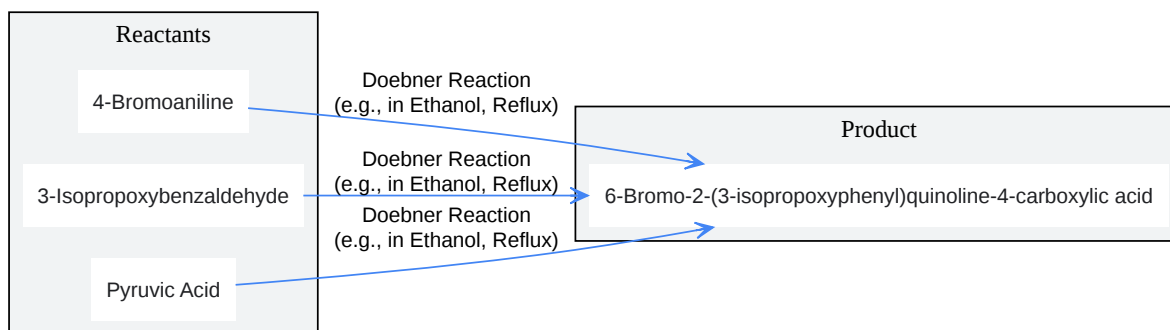 Reactants
4-Bromoaniline
3-Isopropoxybenzaldehyde
Pyruvic Acid
Doebner Reaction
(e.g., in Ethanol, Reflux)
Doebner Reaction
(e.g., in Ethanol, Reflux)
Doebner Reaction
(e.g., in Ethanol, Reflux)
Product
6-Bromo-2-(3-isopropoxyphenyl)quinoline-4-carboxylic acid